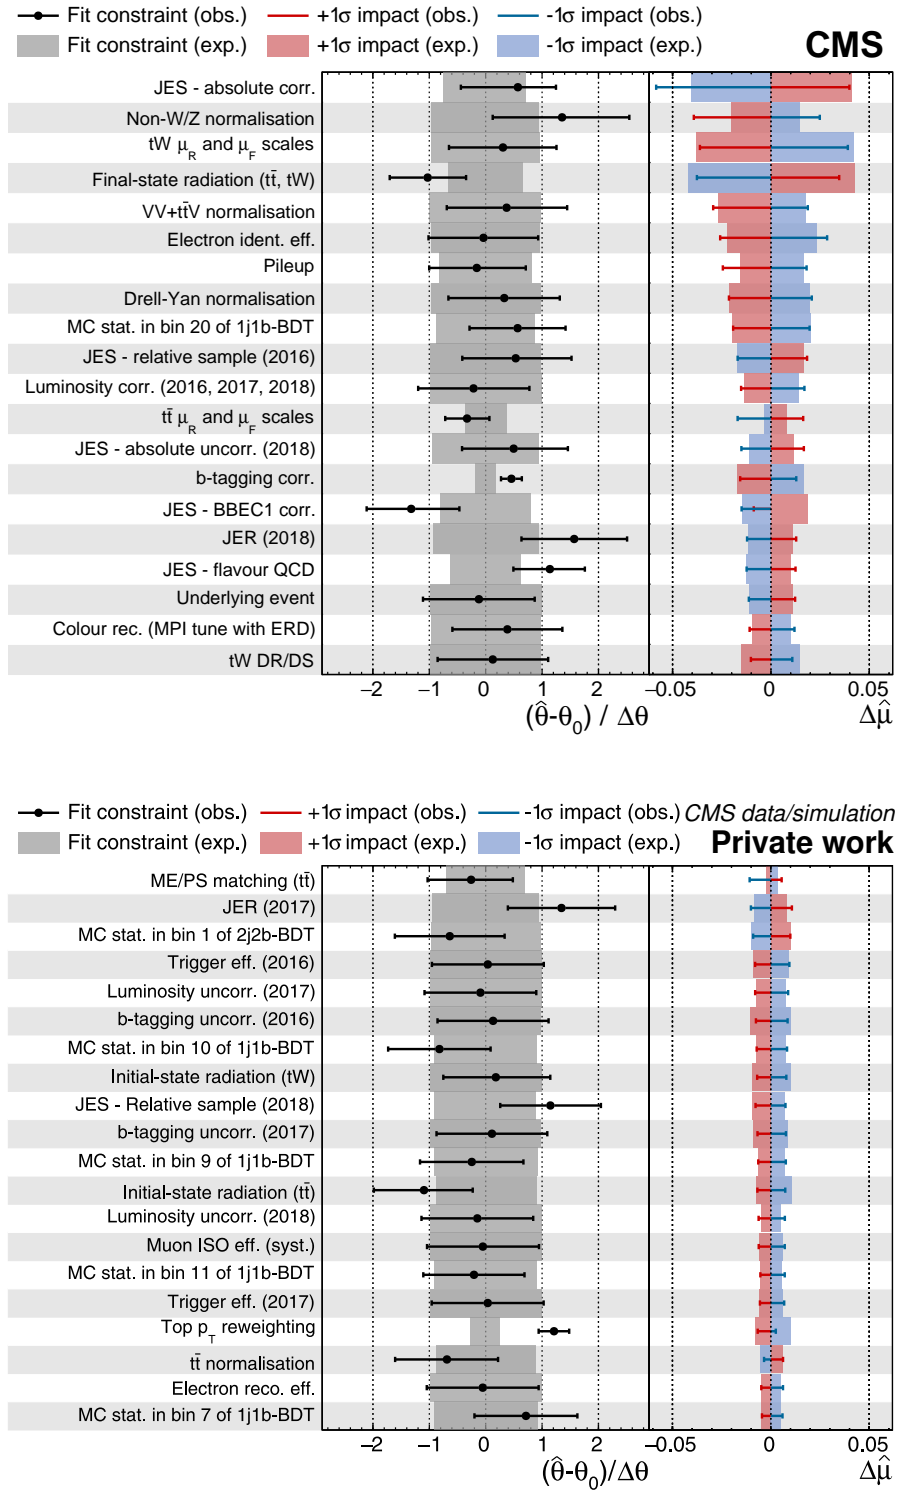 Fit constraint (obs.) +1σ impact (obs.) -1σ impact (obs.)
Fit constraint (exp.) +1σ impact (exp.) -1σ impact (exp.) CMS
JES - absolute corr.
Non-W/Z normalisation
tW μ_R and μ_F scales
Final-state radiation (tt̄, tW)
VV+tt̄V normalisation
Electron ident. eff.
Pileup
Drell-Yan normalisation
MC stat. in bin 20 of 1j1b-BDT
JES - relative sample (2016)
Luminosity corr. (2016, 2017, 2018)
tt̄ μ_R and μ_F scales
JES - absolute uncorr. (2018)
b-tagging corr.
JES - BBEC1 corr.
JER (2018)
JES - flavour QCD
Underlying event
Colour rec. (MPI tune with ERD)
tW DR/DS
−2 −1 0 1 2 −0.05 0 0.05
(θ̂-θ_0) / Δθ Δμ̂
Fit constraint (obs.) +1σ impact (obs.) -1σ impact (obs.) CMS data/simulation
Fit constraint (exp.) +1σ impact (exp.) -1σ impact (exp.) Private work
ME/PS matching (tt̄)
JER (2017)
MC stat. in bin 1 of 2j2b-BDT
Trigger eff. (2016)
Luminosity uncorr. (2017)
b-tagging uncorr. (2016)
MC stat. in bin 10 of 1j1b-BDT
Initial-state radiation (tW)
JES - Relative sample (2018)
b-tagging uncorr. (2017)
MC stat. in bin 9 of 1j1b-BDT
Initial-state radiation (tt̄)
Luminosity uncorr. (2018)
Muon ISO eff. (syst.)
MC stat. in bin 11 of 1j1b-BDT
Trigger eff. (2017)
Top p_T reweighting
tt̄ normalisation
Electron reco. eff.
MC stat. in bin 7 of 1j1b-BDT
−2 −1 0 1 2 −0.05 0 0.05
(θ̂-θ_0)/Δθ Δμ̂